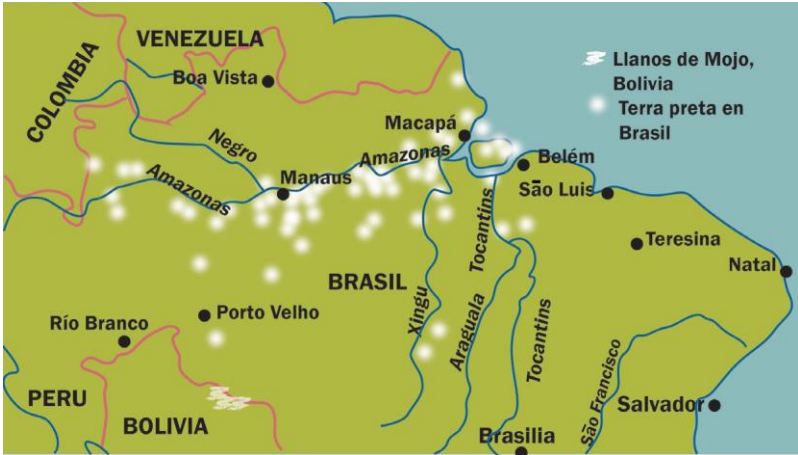 VENEZUELA
COLOMBIA
Boa Vista
Llanos de Mojo,
Bolivia
Terra preta en
Brasil
Macapá
Negro
Amazonas
Belém
Manaus
Amazonas
São Luis
Tocantins
Teresina
Natal
BRASIL
Xingu
Araguala
Tocantins
Porto Velho
Río Branco
São Francisco
PERU
BOLIVIA
Salvador
Brasilia